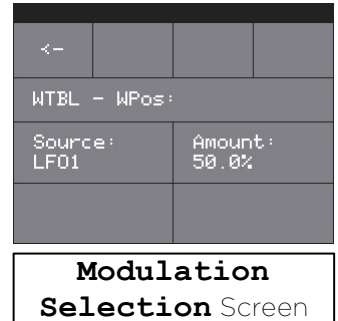 <-
WTBL - WPos:
Source:
LFO1
Amount:
50.0%
Modulation
Selection Screen